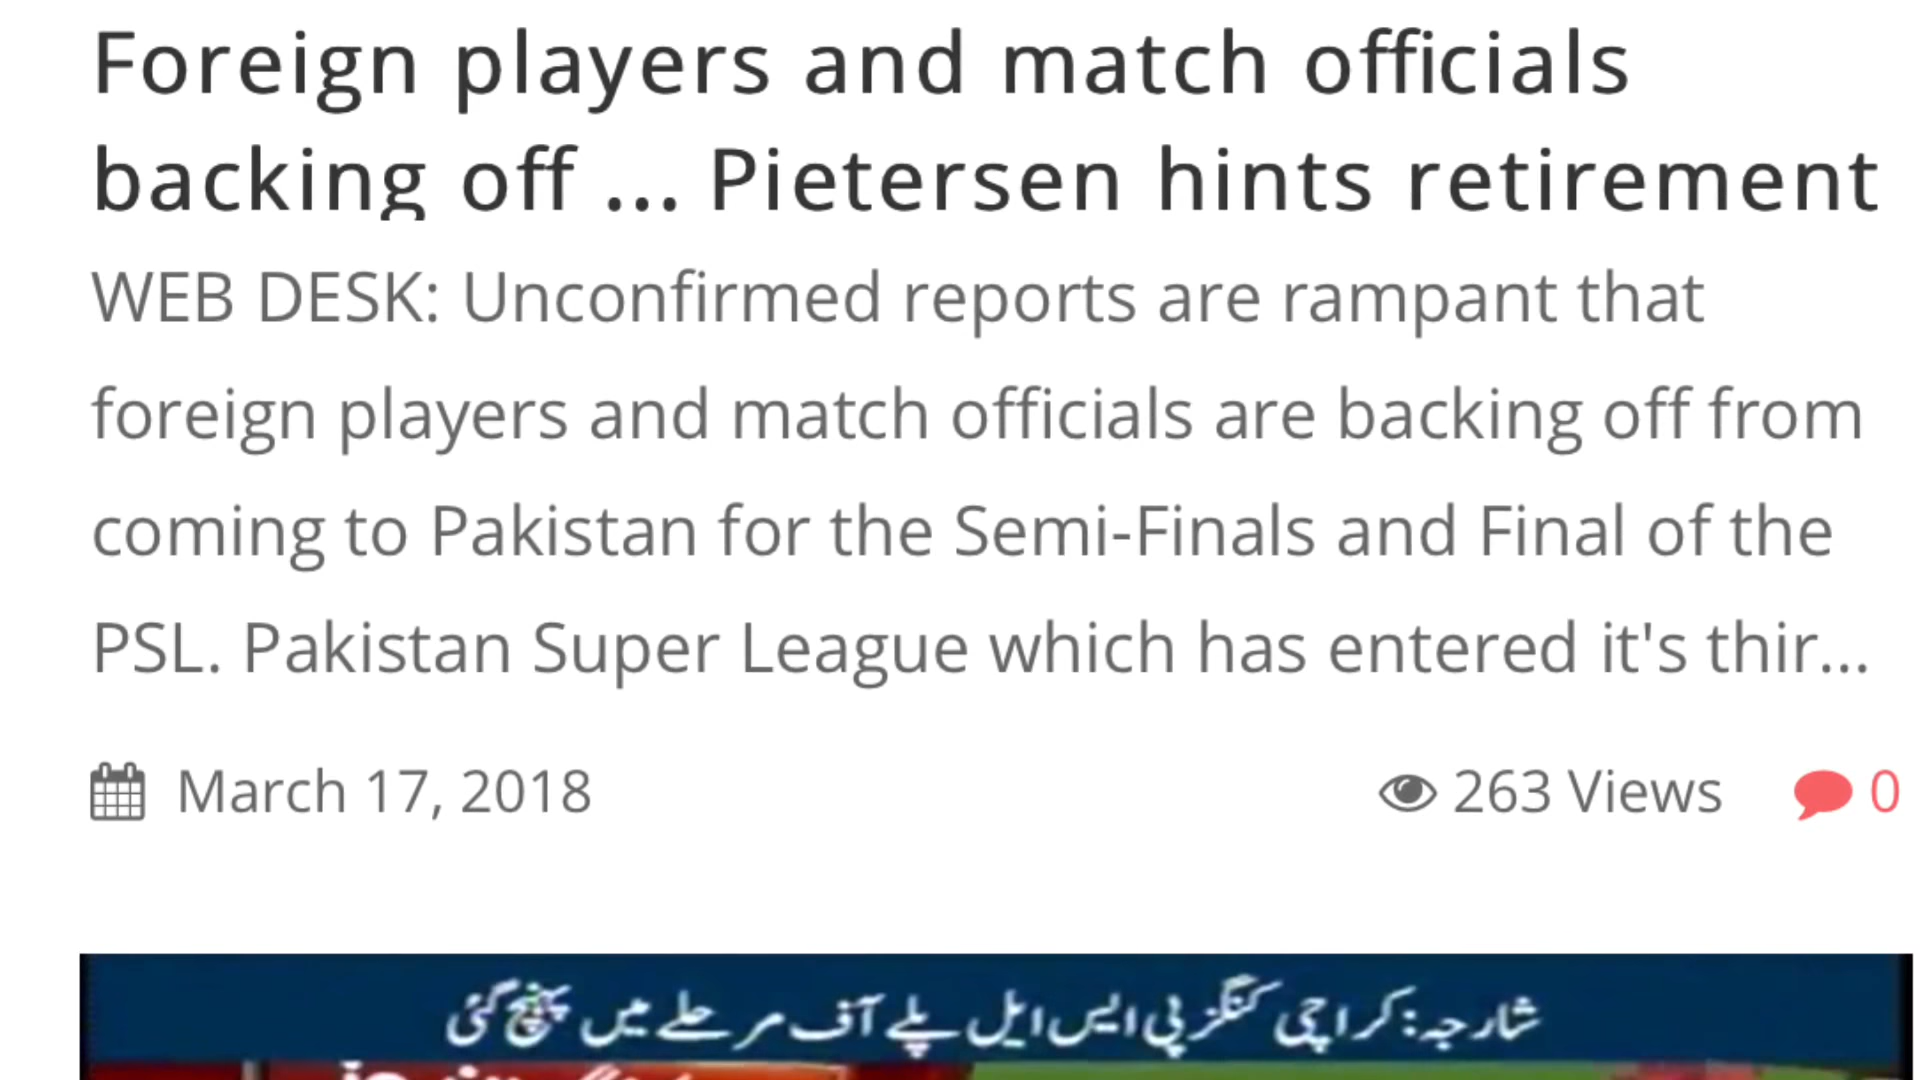 Foreign players and match officials
backing off ... Pietersen hints retirement
WEB DESK: Unconfirmed reports are rampant that
foreign players and match officials are backing off from
coming to Pakistan for the Semi-Finals and Final of the
PSL. Pakistan Super League which has entered it's thir...
March 17, 2018
263 Views
0
شارجہ: کراچی کنگز پی ایس ایل پلے آف مرحلے میں پہنچ گئی